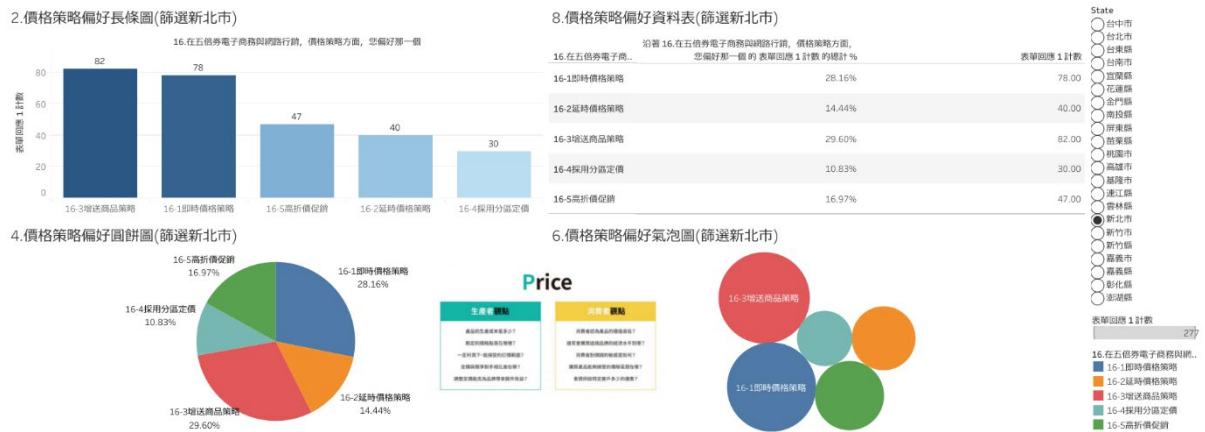 2.價格策略偏好長條圖(篩選新北市)
16.在五倍券電子商務與網路行銷，價格策略方面，您偏好那一個
表單回應 1 計數
80
60
40
20
0
82
78
47
40
30
16-3增送商品策略
16-1即時價格策略
16-5高折價促銷
16-2延時價格策略
16-4採用分區定價
8.價格策略偏好資料表(篩選新北市)
16.在五倍券電子商..
沿著 16.在五倍券電子商務與網路行銷，價格策略方面，
您偏好那一個 的 表單回應 1 計數 的總計 %
表單回應 1 計數
16-1即時價格策略 28.16% 78.00
16-2延時價格策略 14.44% 40.00
16-3增送商品策略 29.60% 82.00
16-4採用分區定價 10.83% 30.00
16-5高折價促銷 16.97% 47.00
4.價格策略偏好圓餅圖(篩選新北市)
16-5高折價促銷
16.97%
16-1即時價格策略
28.16%
16-4採用分區定價
10.83%
16-3增送商品策略
29.60%
16-2延時價格策略
14.44%
Price
生產者觀點
產品的生產成本是多少？
消費者觀點
6.價格策略偏好氣泡圖(篩選新北市)
16-3增送商品策略
16-1即時價格策略
State
台中市
台北市
台東縣
台南市
宜蘭縣
花蓮縣
金門縣
南投縣
屏東縣
苗栗縣
桃園市
高雄市
基隆市
連江縣
雲林縣
新北市
新竹市
新竹縣
嘉義市
嘉義縣
彰化縣
澎湖縣
表單回應 1 計數
277
16.在五倍券電子商務與網..
16-1即時價格策略
16-2延時價格策略
16-3增送商品策略
16-4採用分區定價
16-5高折價促銷